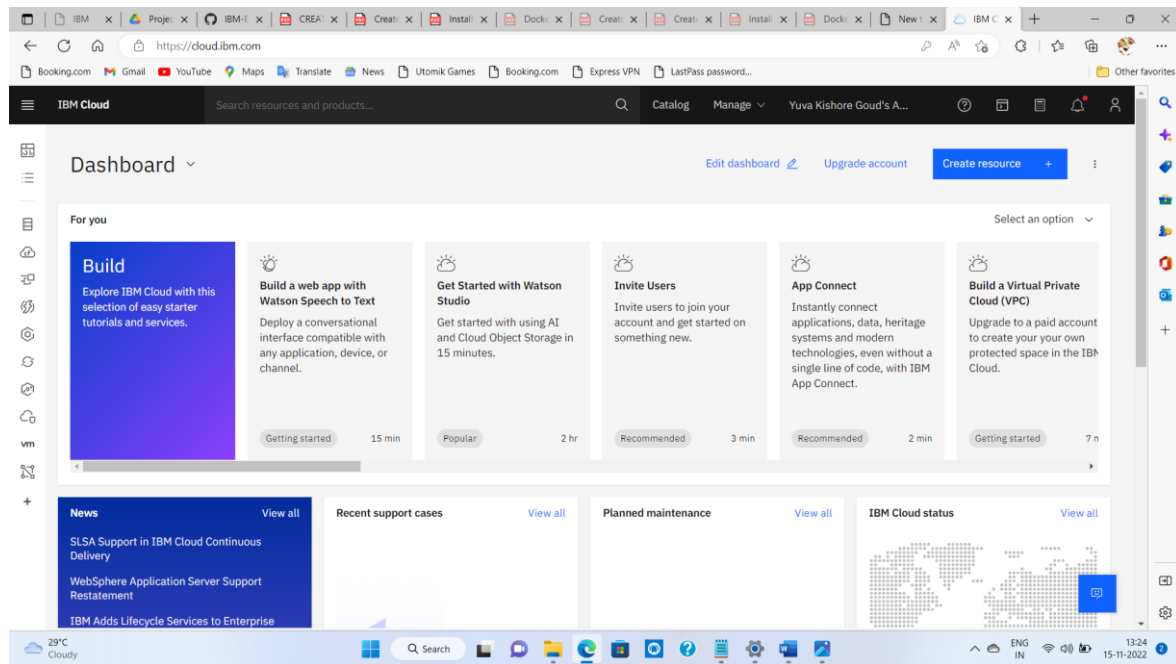 IBM
Projec
IBM-E
CREAT
Create
Install
Docke
Creati
Create
Install
Docke
New t
IBM C
https://cloud.ibm.com
Booking.com
Gmail
YouTube
Maps
Translate
News
Utomik Games
Booking.com
Express VPN
LastPass password...
Other favorites
IBM Cloud
Search resources and products...
Catalog
Manage
Yuva Kishore Goud's A...
Dashboard
Edit dashboard
Upgrade account
Create resource +
For you
Select an option
Build
Explore IBM Cloud with this
selection of easy starter
tutorials and services.
Build a web app with
Watson Speech to Text
Deploy a conversational
interface compatible with
any application, device, or
channel.
Getting started
15 min
Get Started with Watson
Studio
Get started with using AI
and Cloud Object Storage in
15 minutes.
Popular
2 hr
Invite Users
Invite users to join your
account and get started on
something new.
Recommended
3 min
App Connect
Instantly connect
applications, data, heritage
systems and modern
technologies, even without a
single line of code, with IBM
App Connect.
Recommended
2 min
Build a Virtual Private
Cloud (VPC)
Upgrade to a paid account
to create your your own
protected space in the IBM
Cloud.
Getting started
7 m
vm
News
View all
SLSA Support in IBM Cloud Continuous
Delivery
WebSphere Application Server Support
Restatement
IBM Adds Lifecycle Services to Enterprise
Recent support cases
View all
Planned maintenance
View all
IBM Cloud status
View all
29°C
Cloudy
Search
ENG
IN
13:24
15-11-2022
2